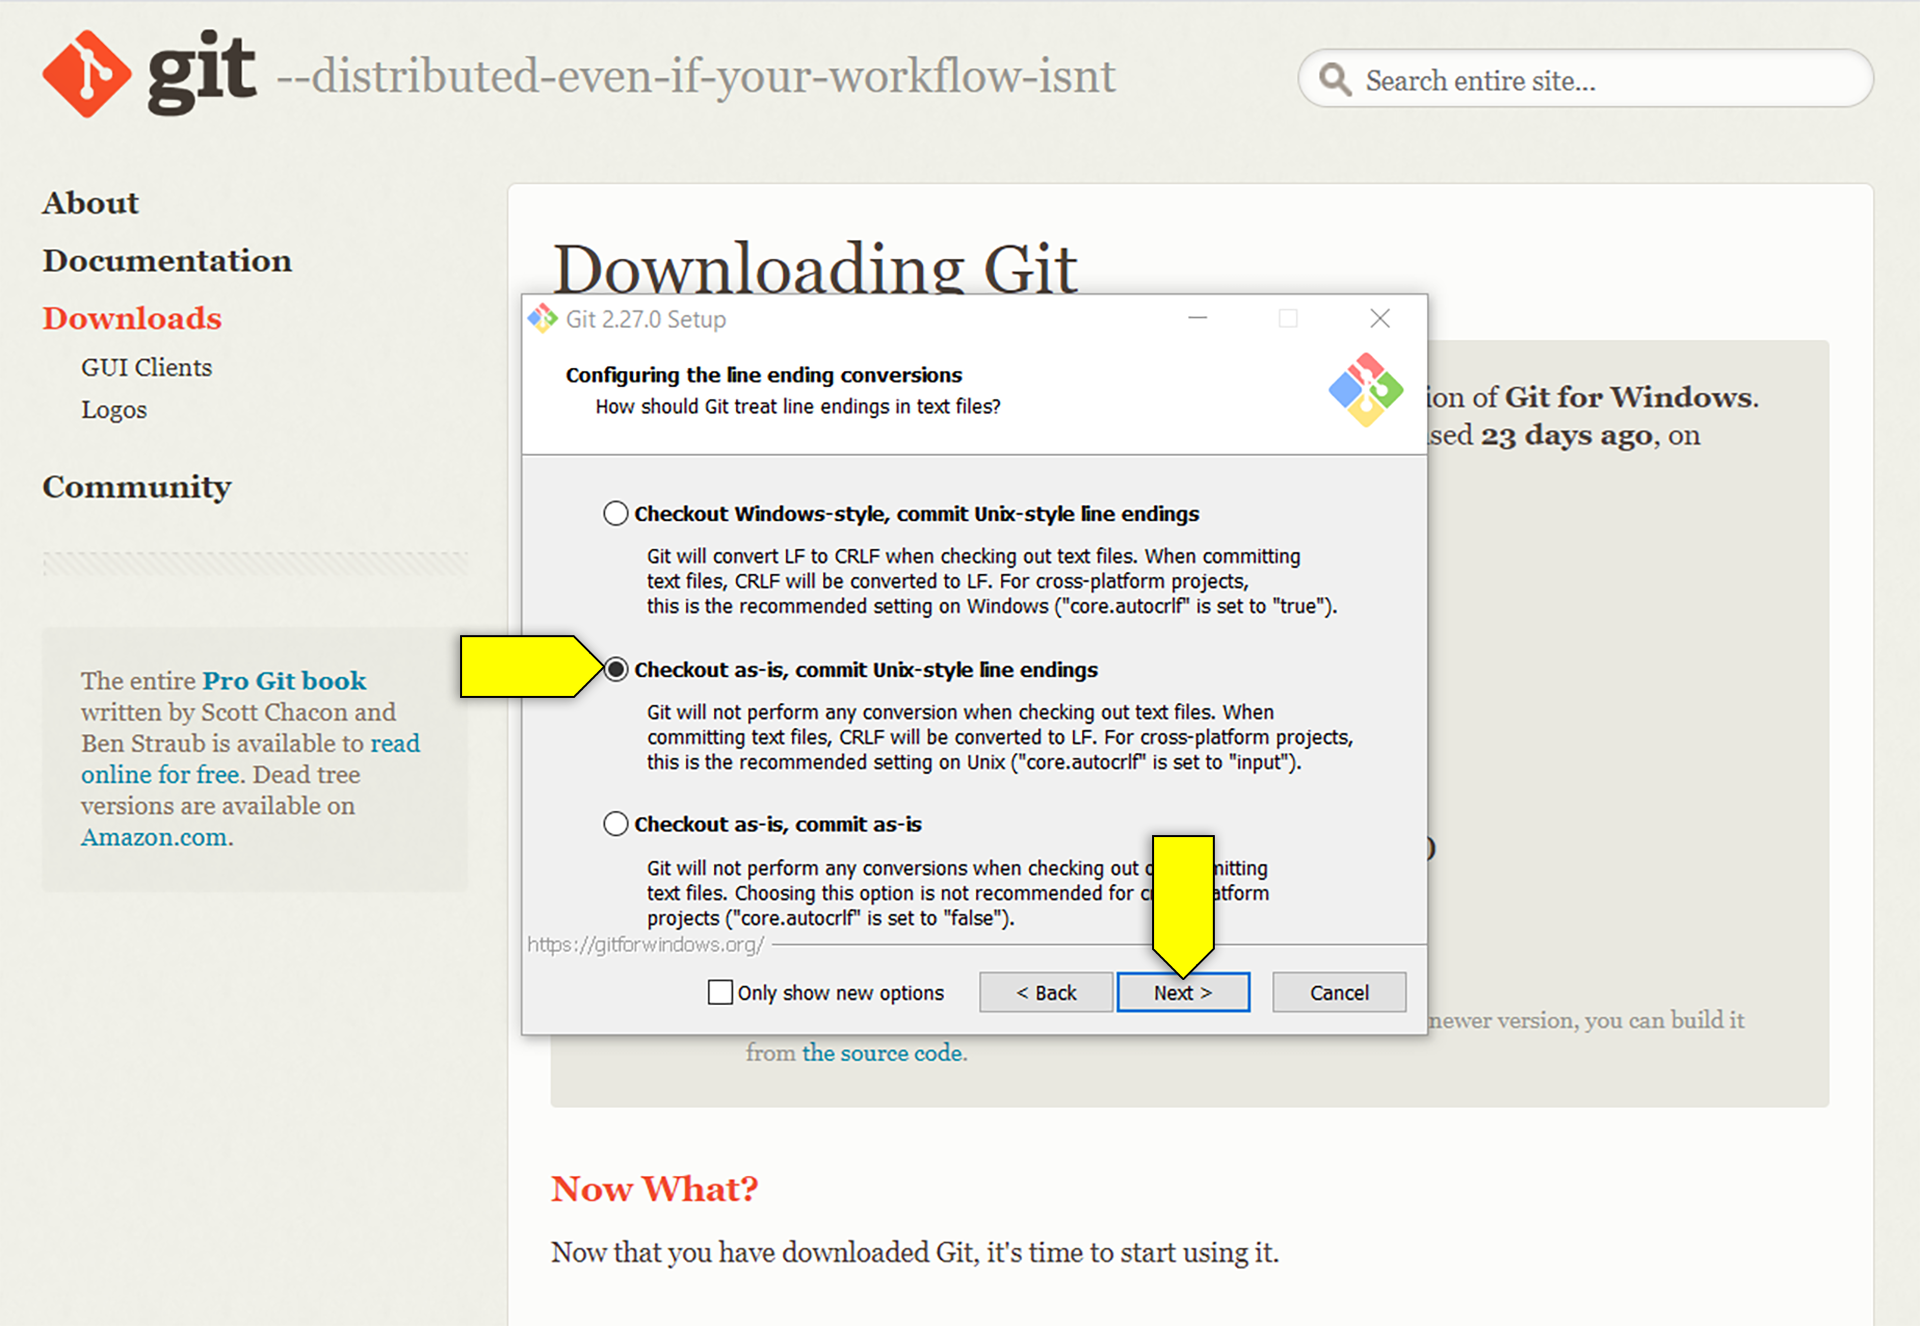 git --distributed-even-if-your-workflow-isnt
Search entire site...
About
Documentation
Downloads
GUI Clients
Logos
Community
The entire Pro Git book
written by Scott Chacon and
Ben Straub is available to read
online for free. Dead tree
versions are available on
Amazon.com.
Downloading Git
of Git for Windows.
23 days ago, on
Git 2.27.0 Setup
Configuring the line ending conversions
How should Git treat line endings in text files?
Checkout Windows-style, commit Unix-style line endings
Git will convert LF to CRLF when checking out text files. When committing
text files, CRLF will be converted to LF. For cross-platform projects,
this is the recommended setting on Windows ("core.autocrlf" is set to "true").
Checkout as-is, commit Unix-style line endings
Git will not perform any conversion when checking out text files. When
committing text files, CRLF will be converted to LF. For cross-platform projects,
this is the recommended setting on Unix ("core.autocrlf" is set to "input").
Checkout as-is, commit as-is
Git will not perform any conversions when checking out
text files. Choosing this option is not recommended for
projects ("core.autocrlf" is set to "false").
https://gitforwindows.org/
Only show new options
< Back
Next >
Cancel
newer version, you can build it
from the source code.
Now What?
Now that you have downloaded Git, it's time to start using it.